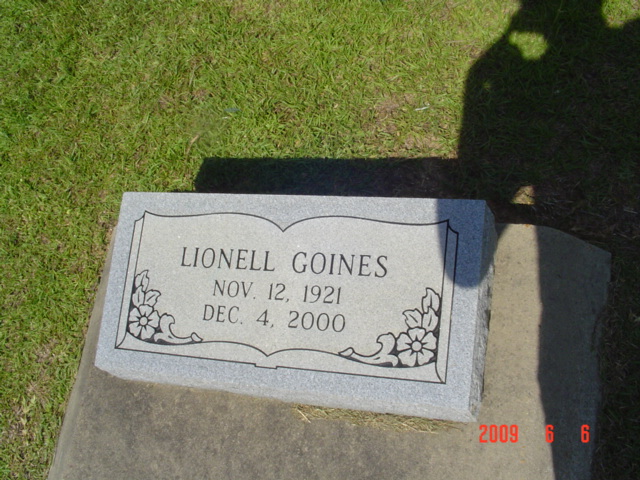 LIONELL GOINES
NOV. 12, 1921
DEC. 4, 2000
2009 6 6